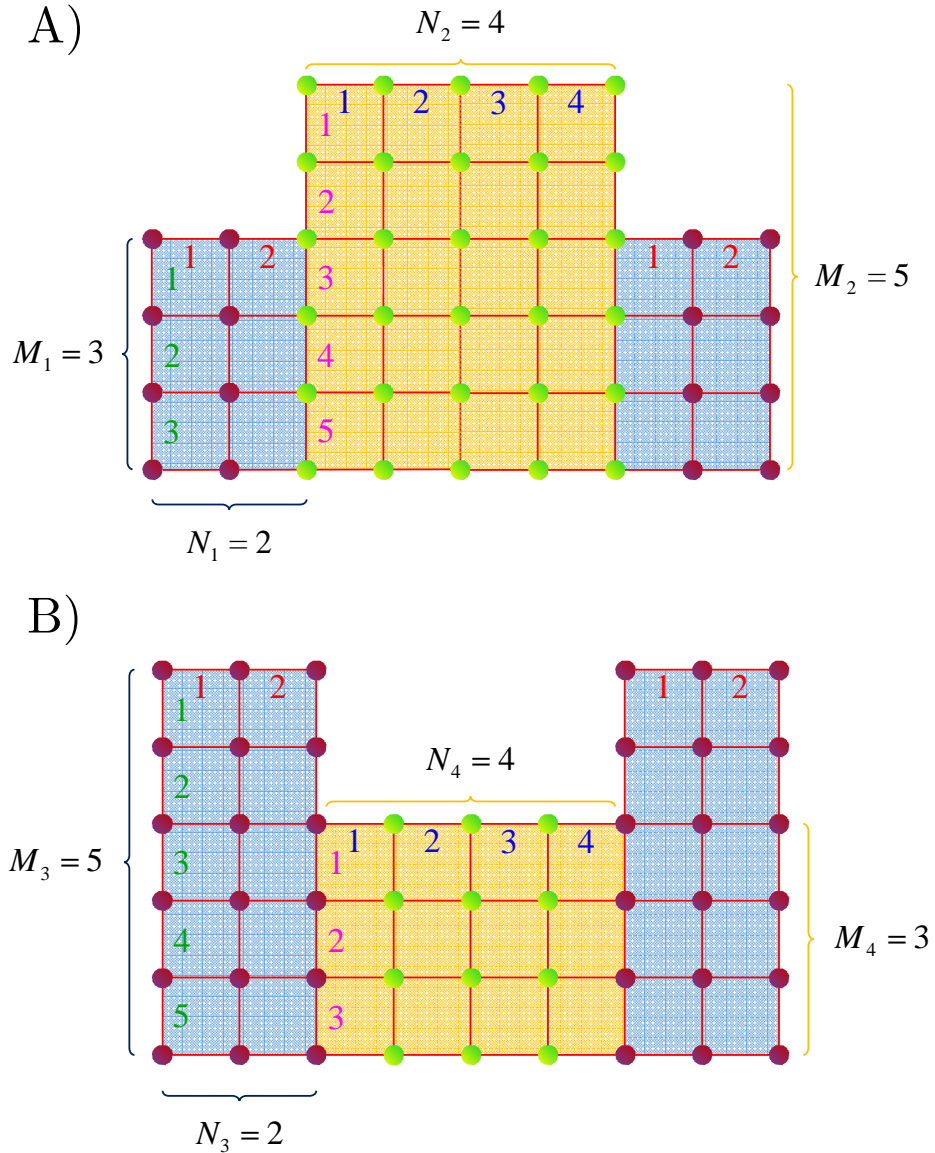 A)
N₂ = 4
1 2 3 4
1
2
1 2 3 1 2
1
M₂ = 5
M₁ = 3
2 4
3 5
N₁ = 2
B)
1 2 1 2
1
N₄ = 4
2
1 2 3 4
M₃ = 5
3 1
4 2
M₄ = 3
5 3
N₃ = 2